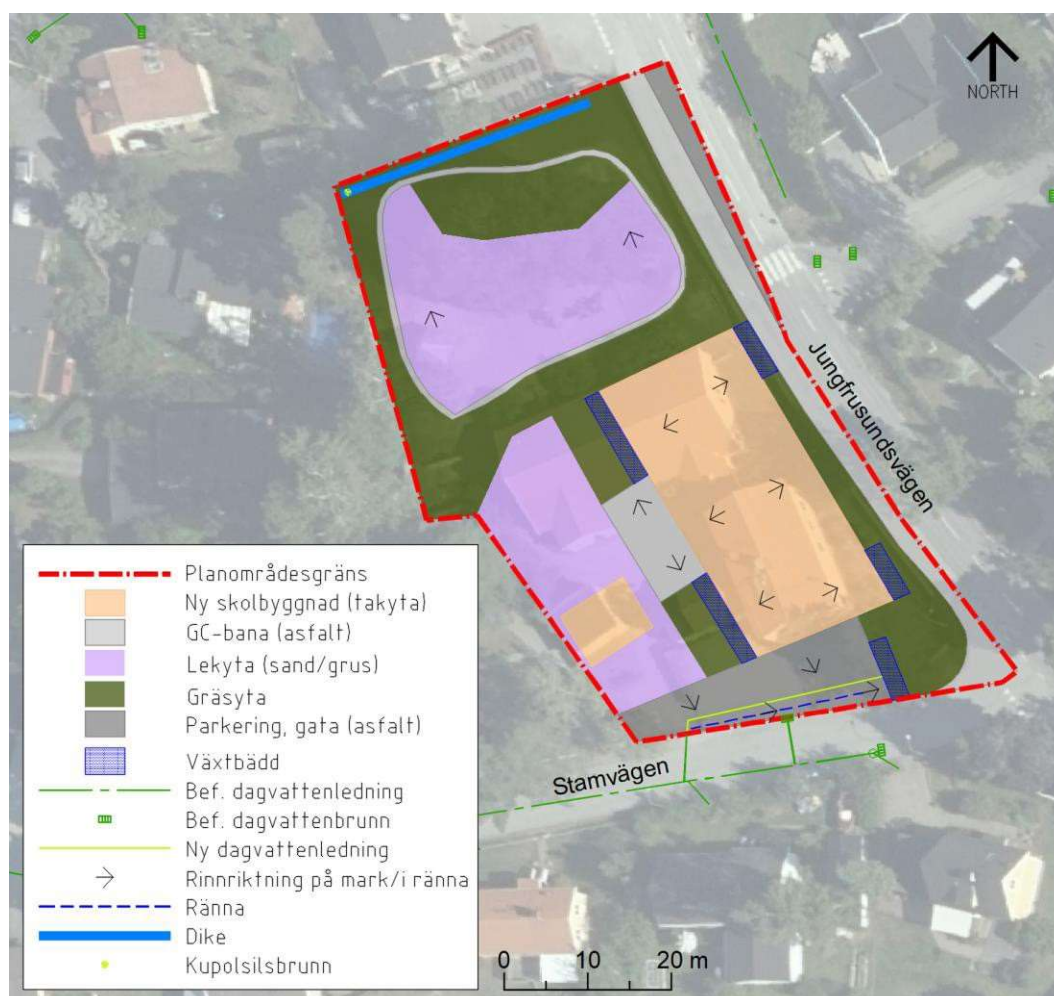 NORTH
Jungfrusundsvägen
Stamvägen
Planområdesgräns
Ny skolbyggnad (takyta)
GC-bana (asfalt)
Lekyta (sand/grus)
Gräsyta
Parkering, gata (asfalt)
Växtbädd
Bef. dagvattenledning
Bef. dagvattenbrunn
Ny dagvattenledning
Rinnriktning på mark/i ränna
Ränna
Dike
Kupolsilsbrunn
0 10 20 m